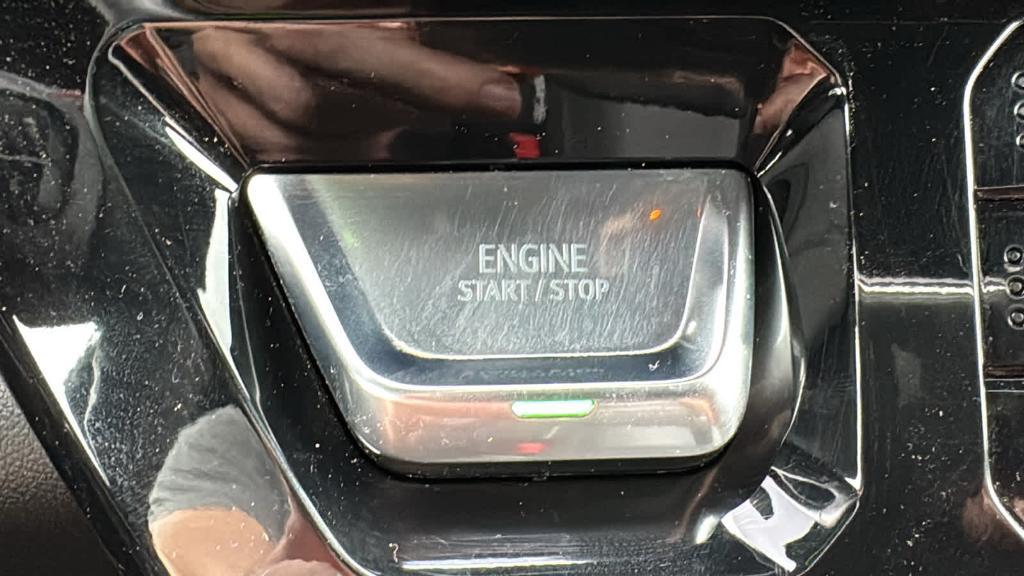 ENGINE
START / STOP